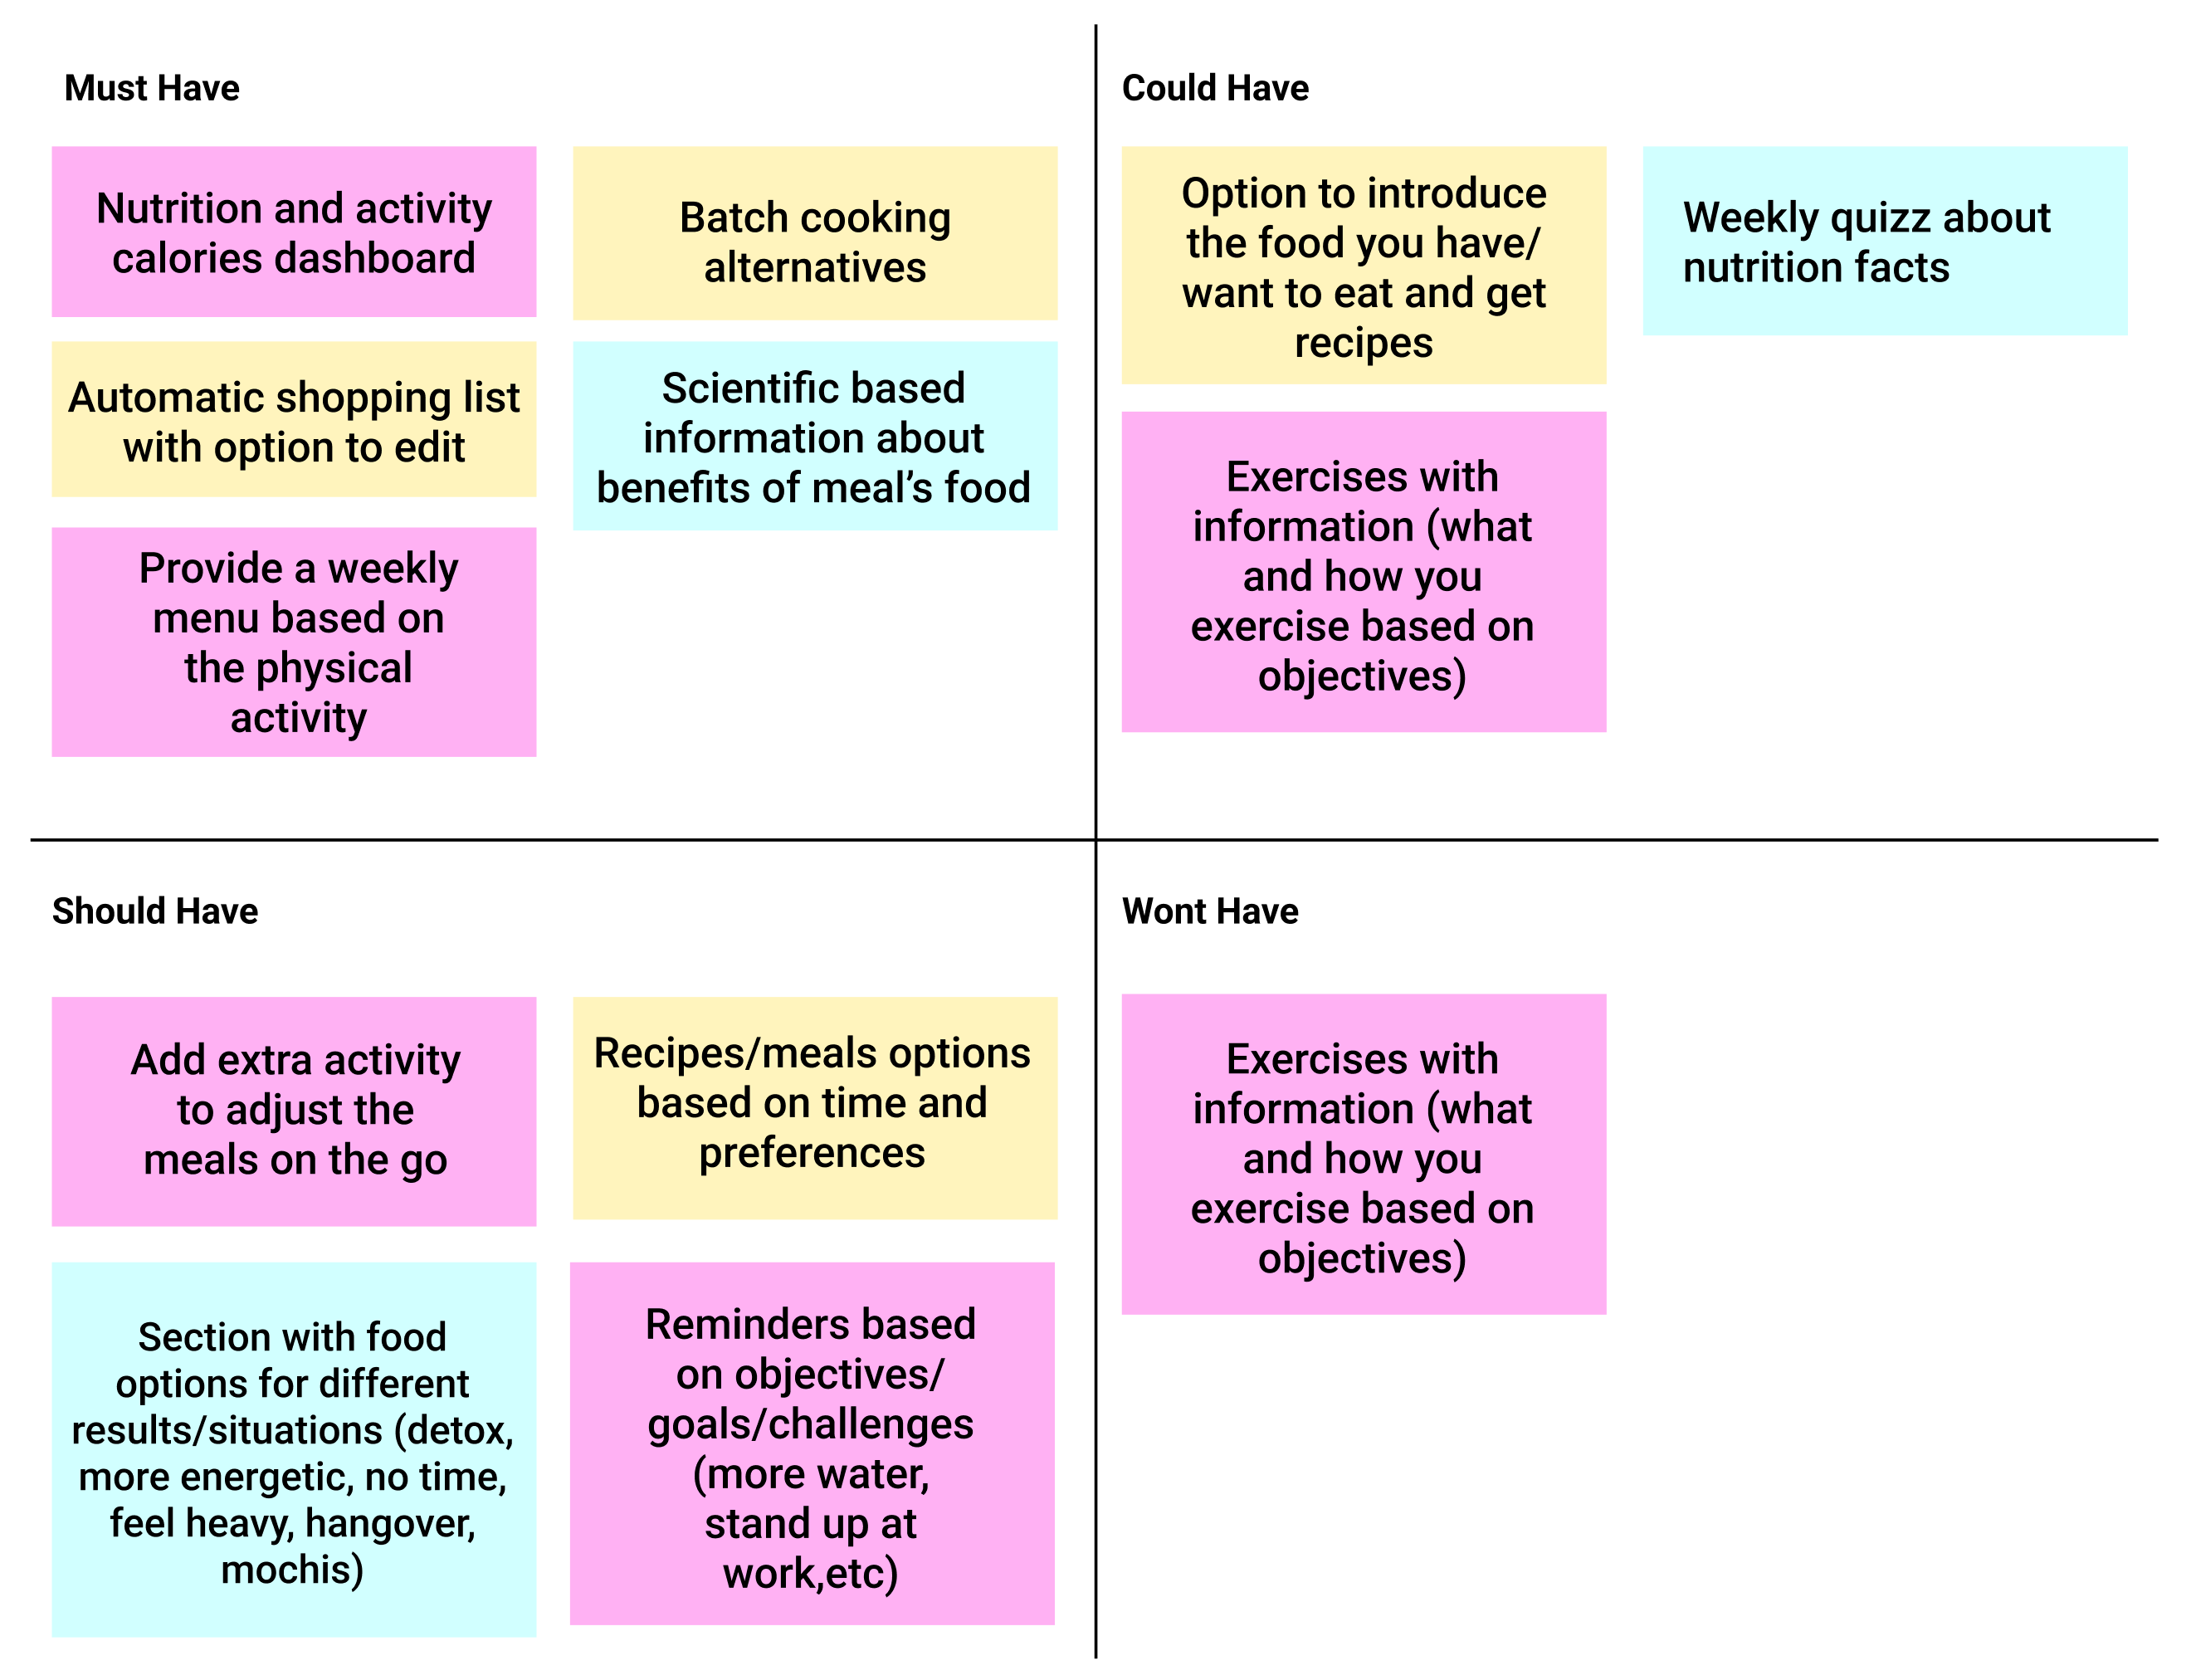 Must Have
Nutrition and activity
calories dashboard
Batch cooking
alternatives
Automatic shopping list
with option to edit
Scientific based
information about
benefits of meal’s food
Provide a weekly
menu based on
the physical
activity
Could Have
Option to introduce
the food you have/
want to eat and get
recipes
Weekly quizz about
nutrition facts
Exercises with
information (what
and how you
exercise based on
objectives)
Should Have
Add extra activity
to adjust the
meals on the go
Recipes/meals options
based on time and
preferences
Section with food
options for different
results/situations (detox,
more energetic, no time,
feel heavy, hangover,
mochis)
Reminders based
on objectives/
goals/challenges
(more water,
stand up at
work,etc)
Wont Have
Exercises with
information (what
and how you
exercise based on
objectives)